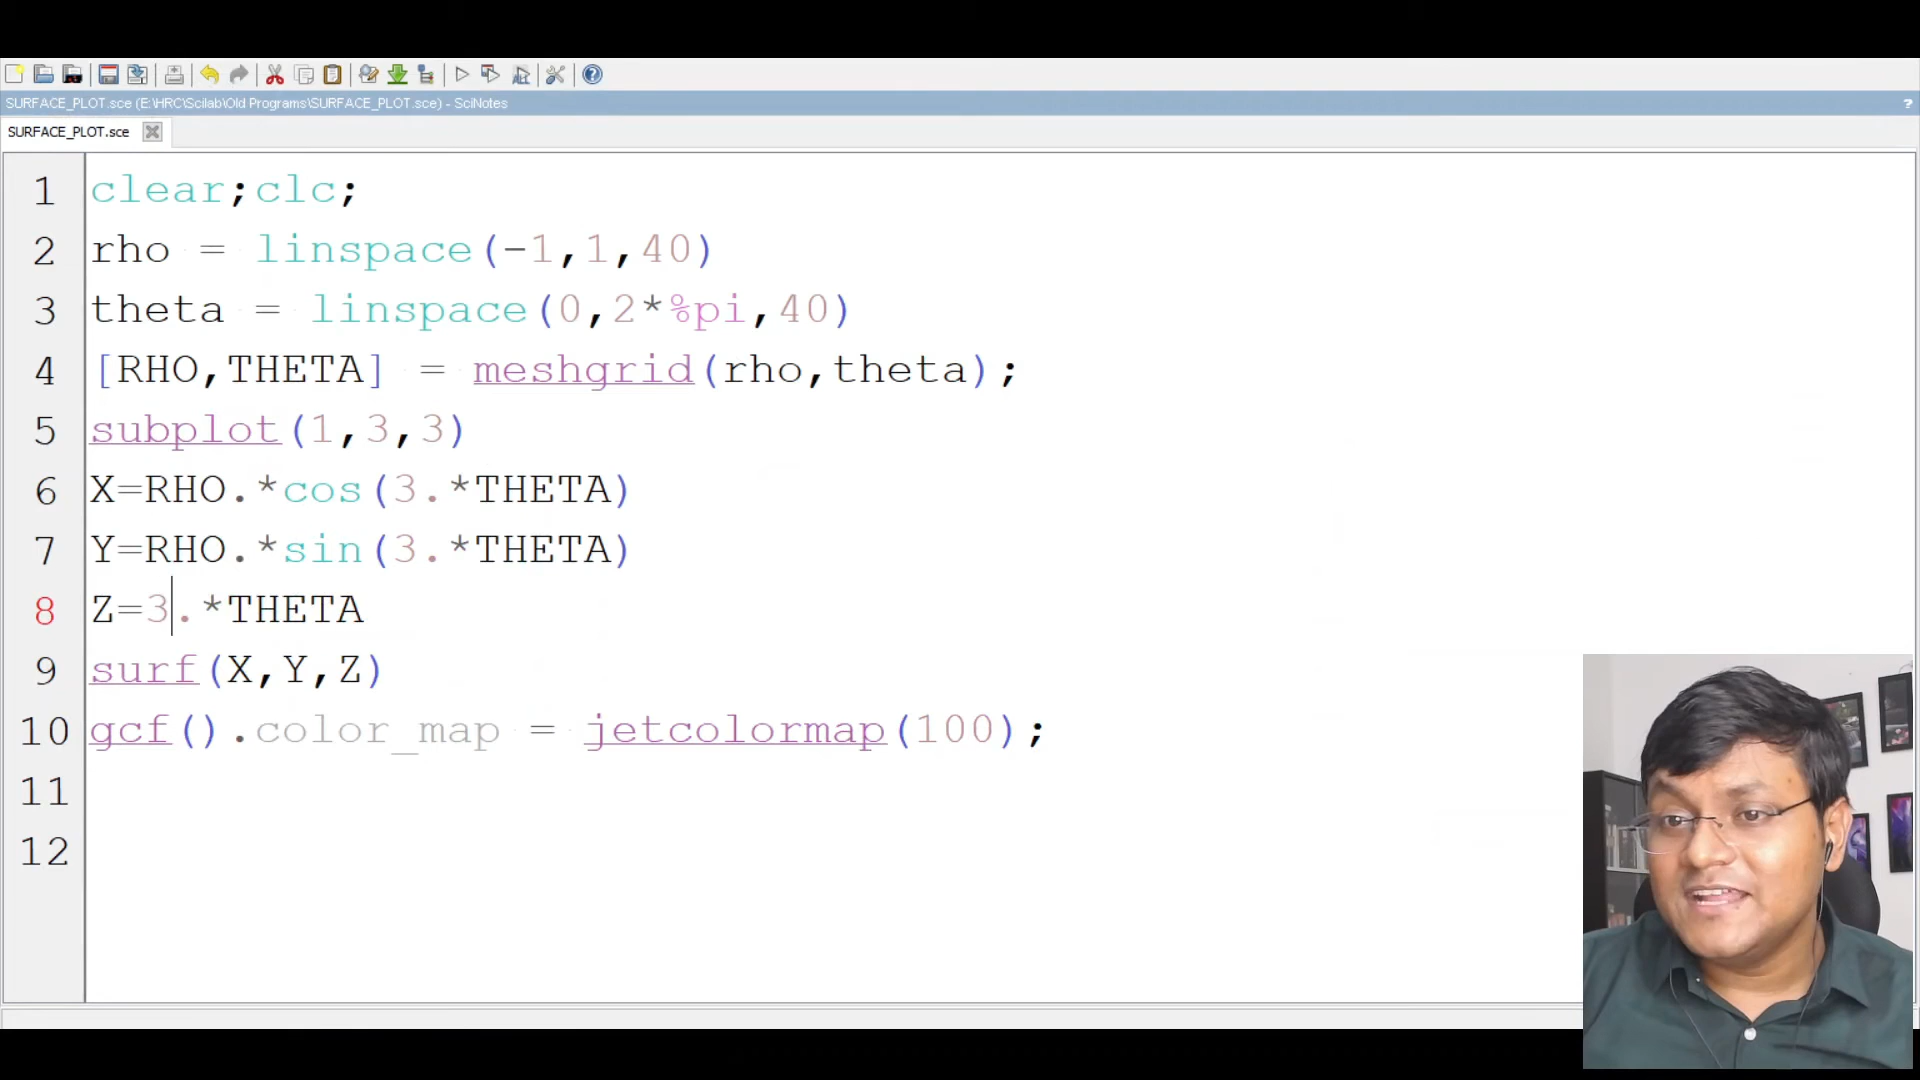 SURFACE_PLOT.sce (E:\HRC\Scilab\Old Programs\SURFACE_PLOT.sce) - SciNotes
?
SURFACE_PLOT.sce
1 clear;clc;
2 rho = linspace(-1,1,40)
3 theta = linspace(0,2*%pi,40)
4 [RHO,THETA] = meshgrid(rho,theta);
5 subplot(1,3,3)
6 X=RHO.*cos(3.*THETA)
7 Y=RHO.*sin(3.*THETA)
8 Z=3.*THETA
9 surf(X,Y,Z)
10 gcf().color_map = jetcolormap(100);
11
12